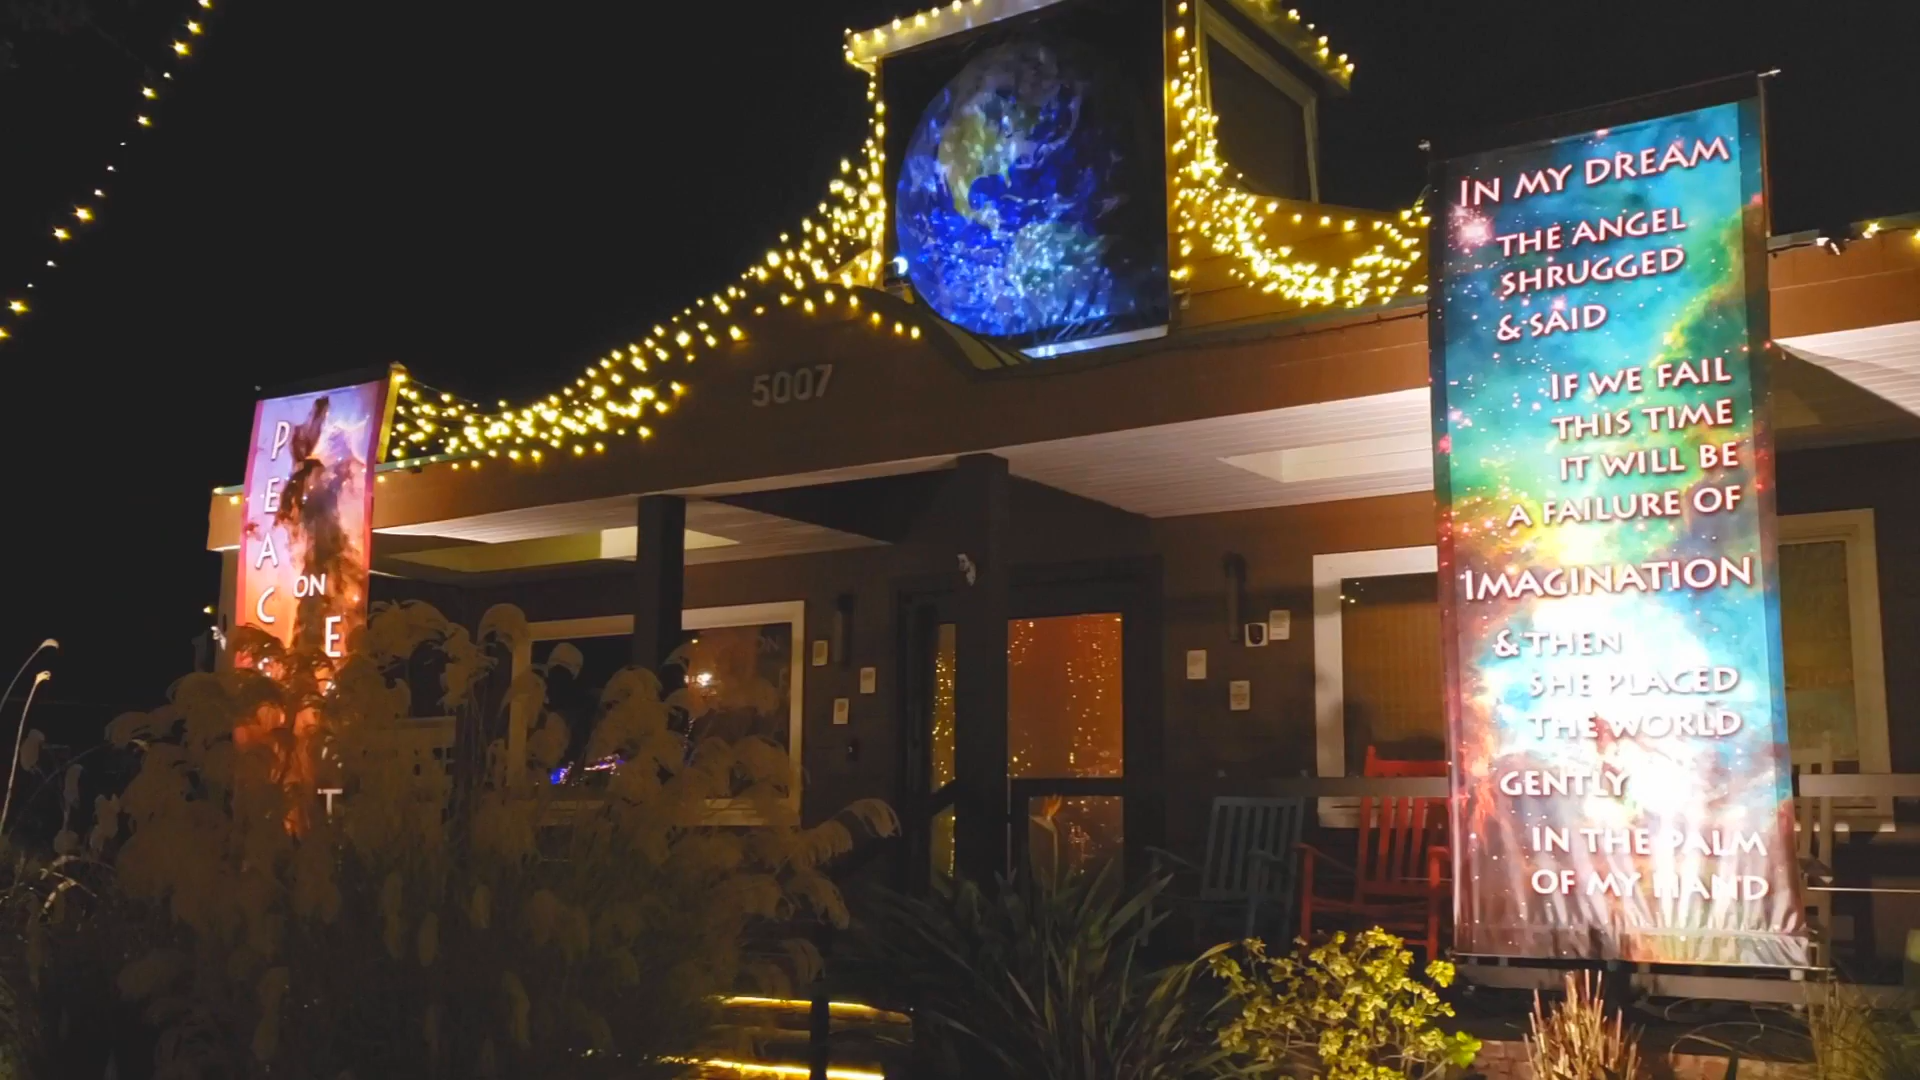 P
E
A
C
ON
E
T
5007
IN MY DREAM
THE ANGEL
SHRUGGED
& SAID
IF WE FAIL
THIS TIME
IT WILL BE
A FAILURE OF
IMAGINATION
& THEN
SHE PLACED
THE WORLD
GENTLY
IN THE PALM
OF MY HAND